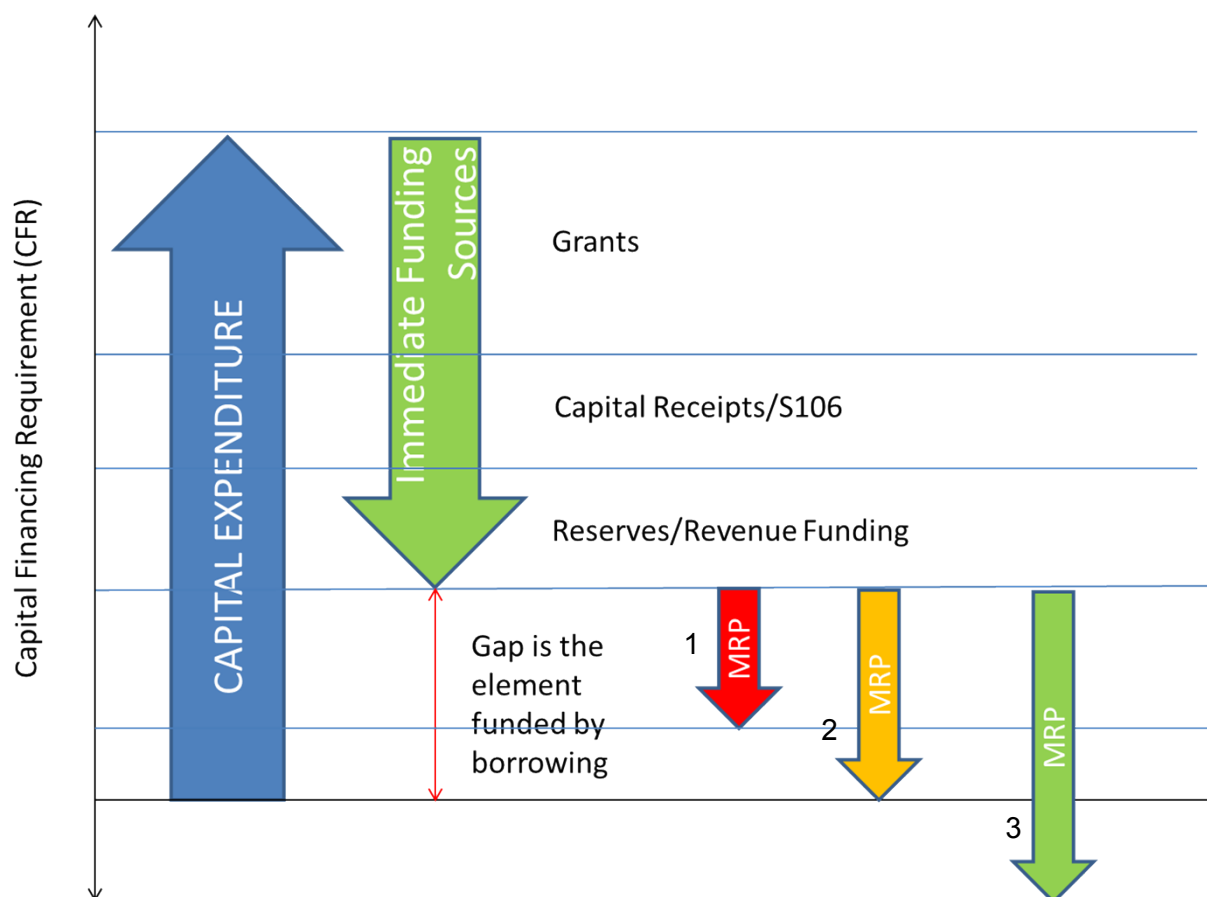 Capital Financing Requirement (CFR)
CAPITAL EXPENDITURE
Immediate Funding
Sources
Grants
Capital Receipts/S106
Reserves/Revenue Funding
Gap is the
element
funded by
borrowing
1
MRP
2
MRP
3
MRP